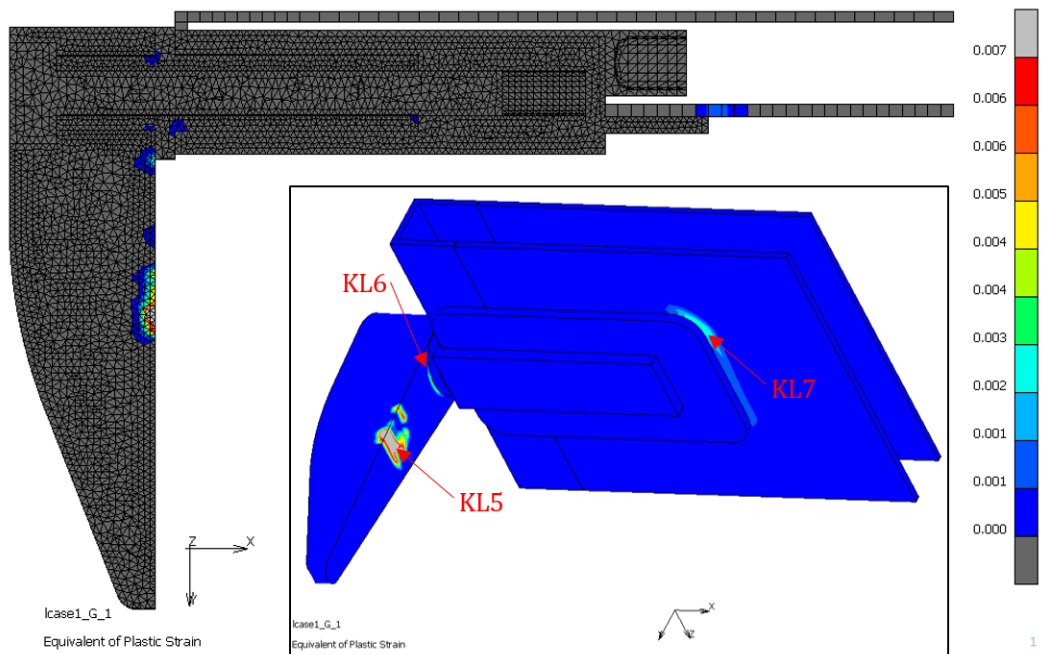 0.007
0.006
0.006
0.005
0.004
0.004
0.003
0.002
0.001
0.001
0.000
KL6
KL7
KL5
Z
X
Y
lcase1_G_1
Equivalent of Plastic Strain
X
Y
Z
lcase1_G_1
Equivalent of Plastic Strain
1